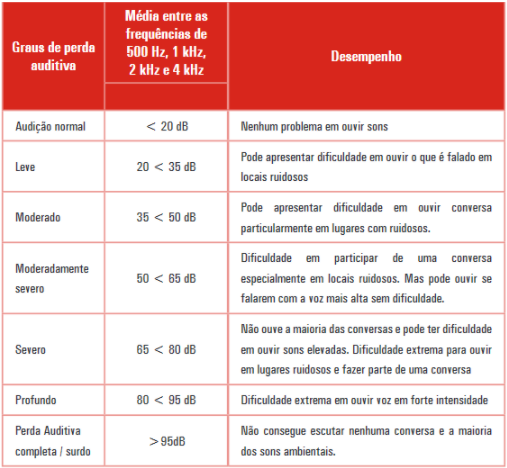 Graus de perda
auditiva
Média entre as
frequências de
500 Hz, 1 kHz,
2 kHz e 4 kHz
Desempenho
Audição normal
< 20 dB
Nenhum problema em ouvir sons
Leve
20 < 35 dB
Pode apresentar dificuldade em ouvir o que é falado em
locais ruidosos
Moderado
35 < 50 dB
Pode apresentar dificuldade em ouvir conversa
particularmente em lugares com ruidosos.
Moderadamente
severo
50 < 65 dB
Dificuldade em participar de uma conversa
especialmente em locais ruidosos. Mas pode ouvir se
falarem com a voz mais alta sem dificuldade.
Severo
65 < 80 dB
Não ouve a maioria das conversas e pode ter dificuldade
em ouvir sons elevadas. Dificuldade extrema para ouvir
em lugares ruidosos e fazer parte de uma conversa
Profundo
80 < 95 dB
Dificuldade extrema em ouvir voz em forte intensidade
Perda Auditiva
completa / surdo
>95dB
Não consegue escutar nenhuma conversa e a maioria
dos sons ambientais.